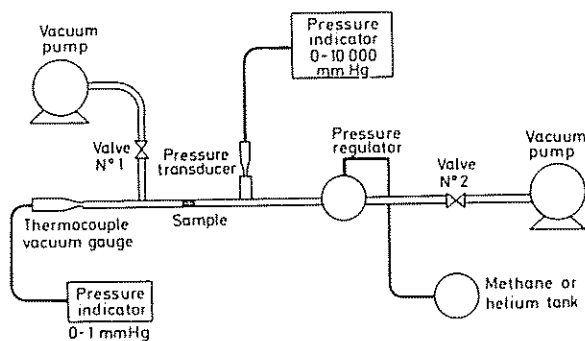 Vacuum
pump
Valve
N°1
Pressure
transducer
Pressure
indicator
0-10 000
mm Hg
Pressure
regulator
Valve
N°2
Vacuum
pump
Thermocouple
vacuum gauge
Sample
Pressure
indicator
0-1 mmHg
Methane or
helium tank